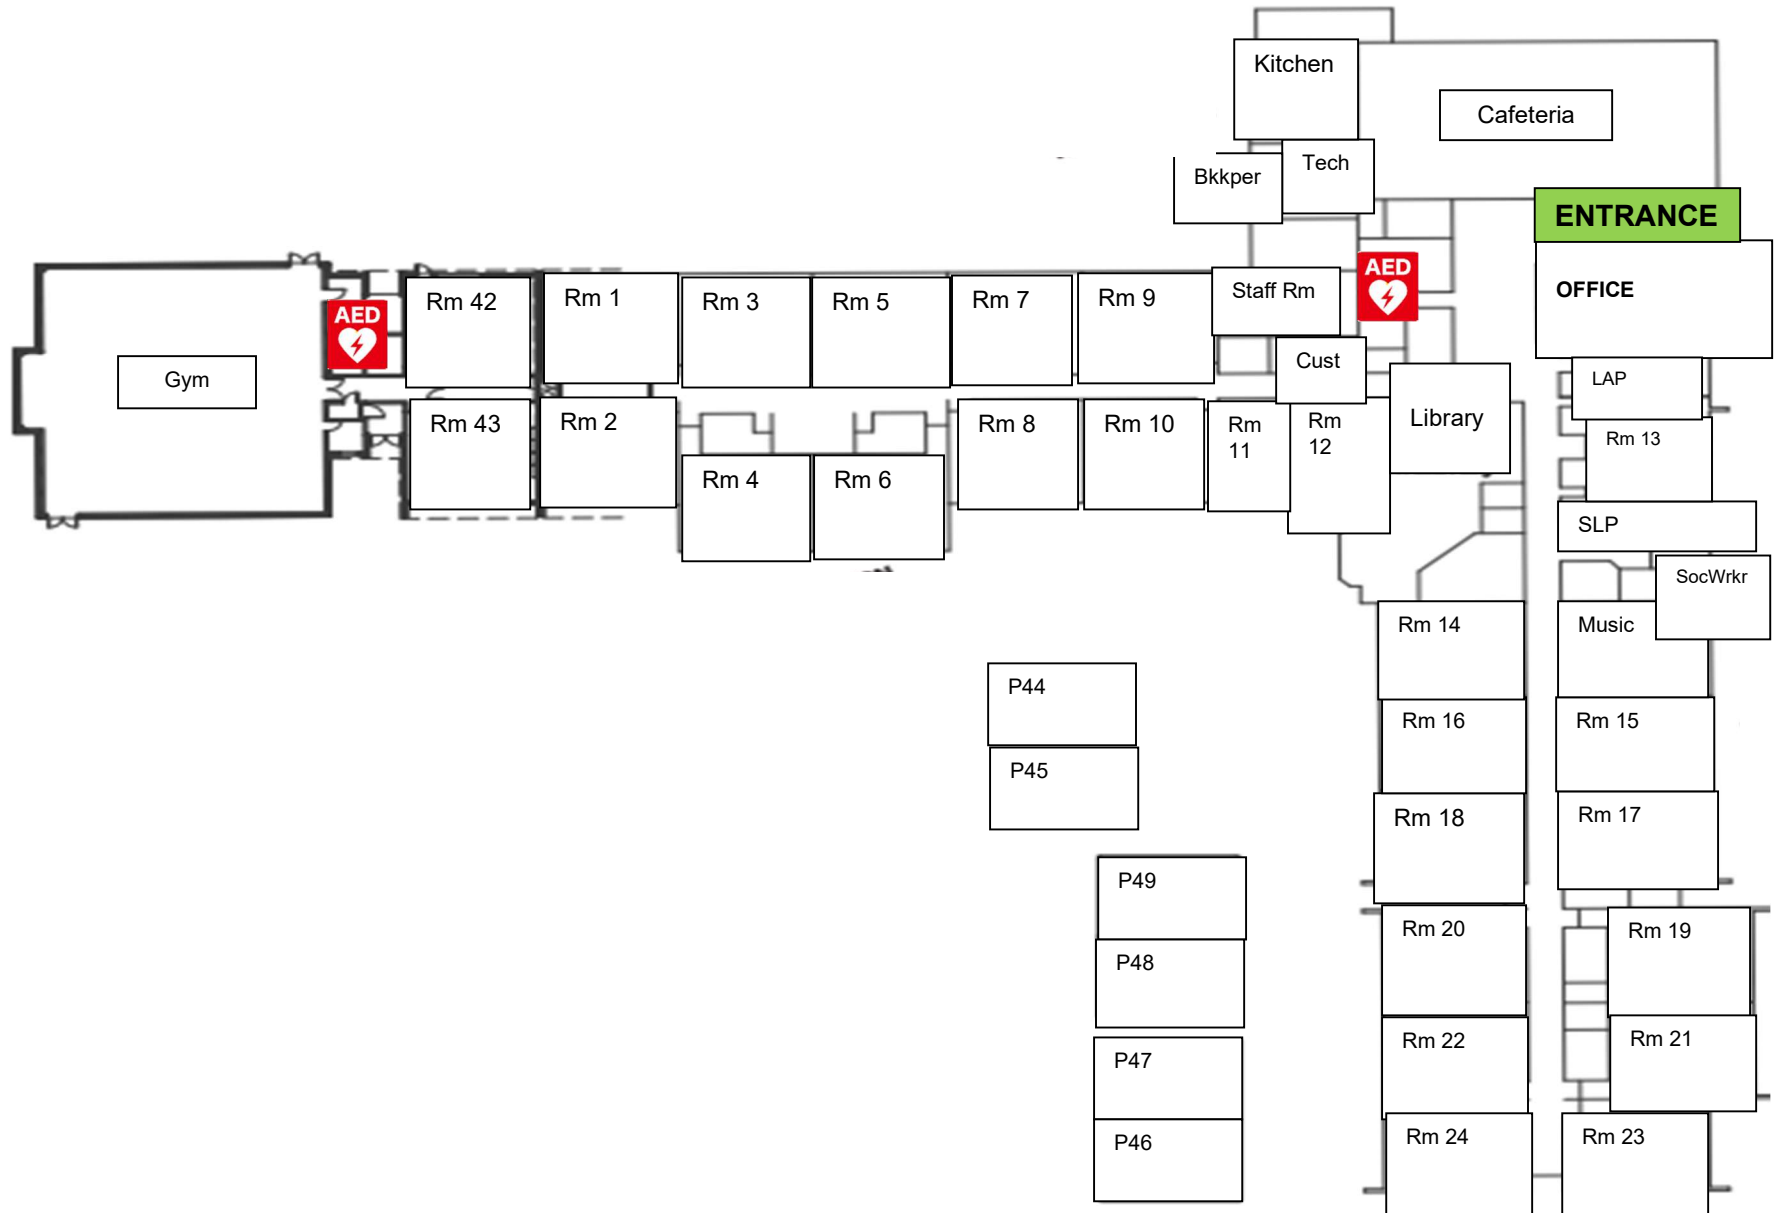 Kitchen
Cafeteria
Tech
Bkkper
ENTRANCE
AED
OFFICE
Staff Rm
AED
Gym
Rm 42
Rm 1
Rm 3
Rm 5
Rm 7
Rm 9
Cust
LAP
Rm 43
Rm 2
Rm 4
Rm 6
Rm 8
Rm 10
Rm
11
Rm
12
Library
Rm 13
SLP
SocWrkr
Rm 14
Music
P44
Rm 16
Rm 15
P45
Rm 18
Rm 17
P49
Rm 20
Rm 19
P48
Rm 22
Rm 21
P47
P46
Rm 24
Rm 23